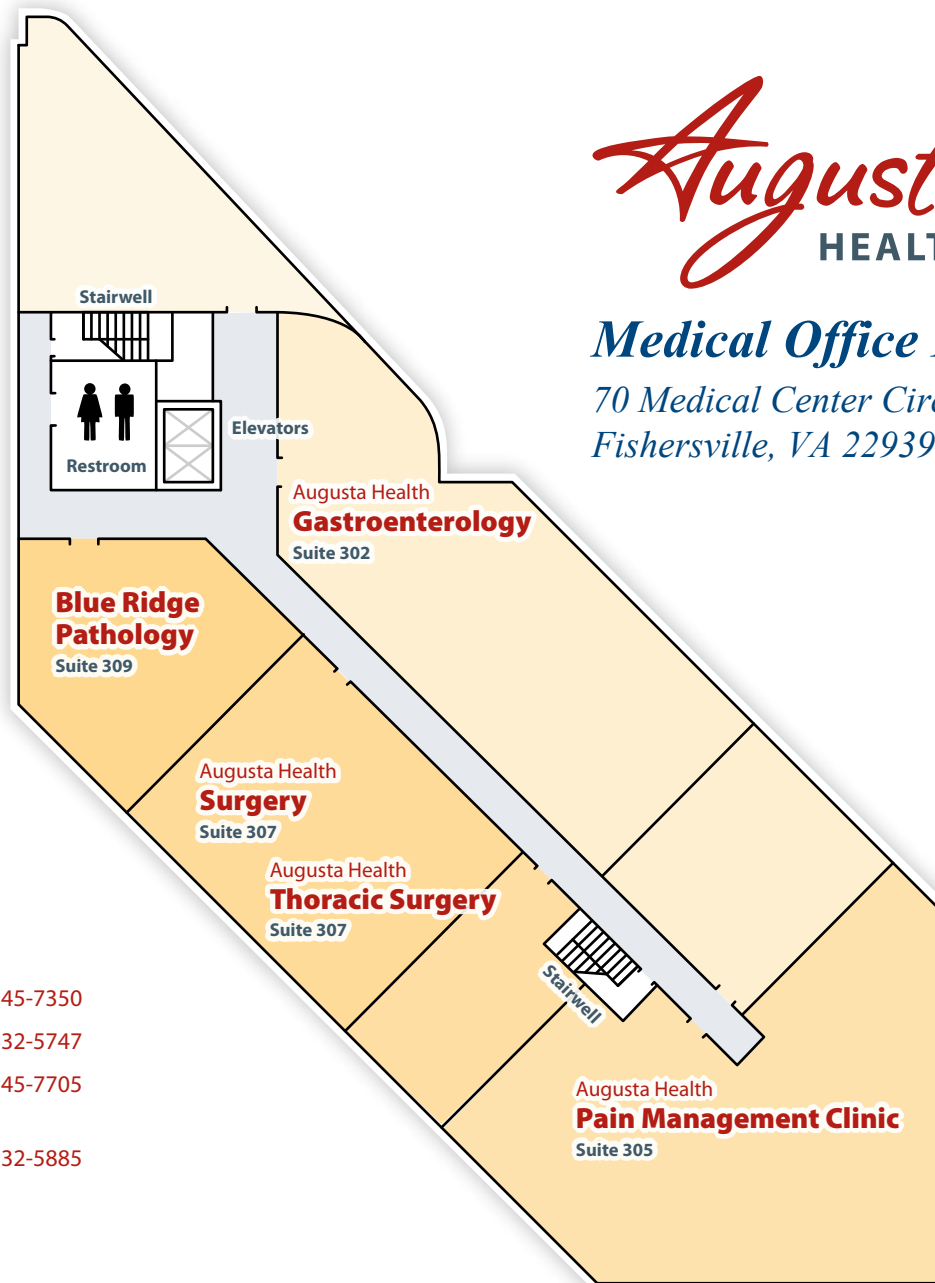 August
HEALT
Medical Office
70 Medical Center Circ
Fishersville, VA 22939
Stairwell
Elevators
Restroom
Augusta Health
Gastroenterology
Suite 302
Blue Ridge
Pathology
Suite 309
Augusta Health
Surgery
Suite 307
Augusta Health
Thoracic Surgery
Suite 307
Stairwell
Augusta Health
Pain Management Clinic
Suite 305
45-7350
32-5747
45-7705
32-5885